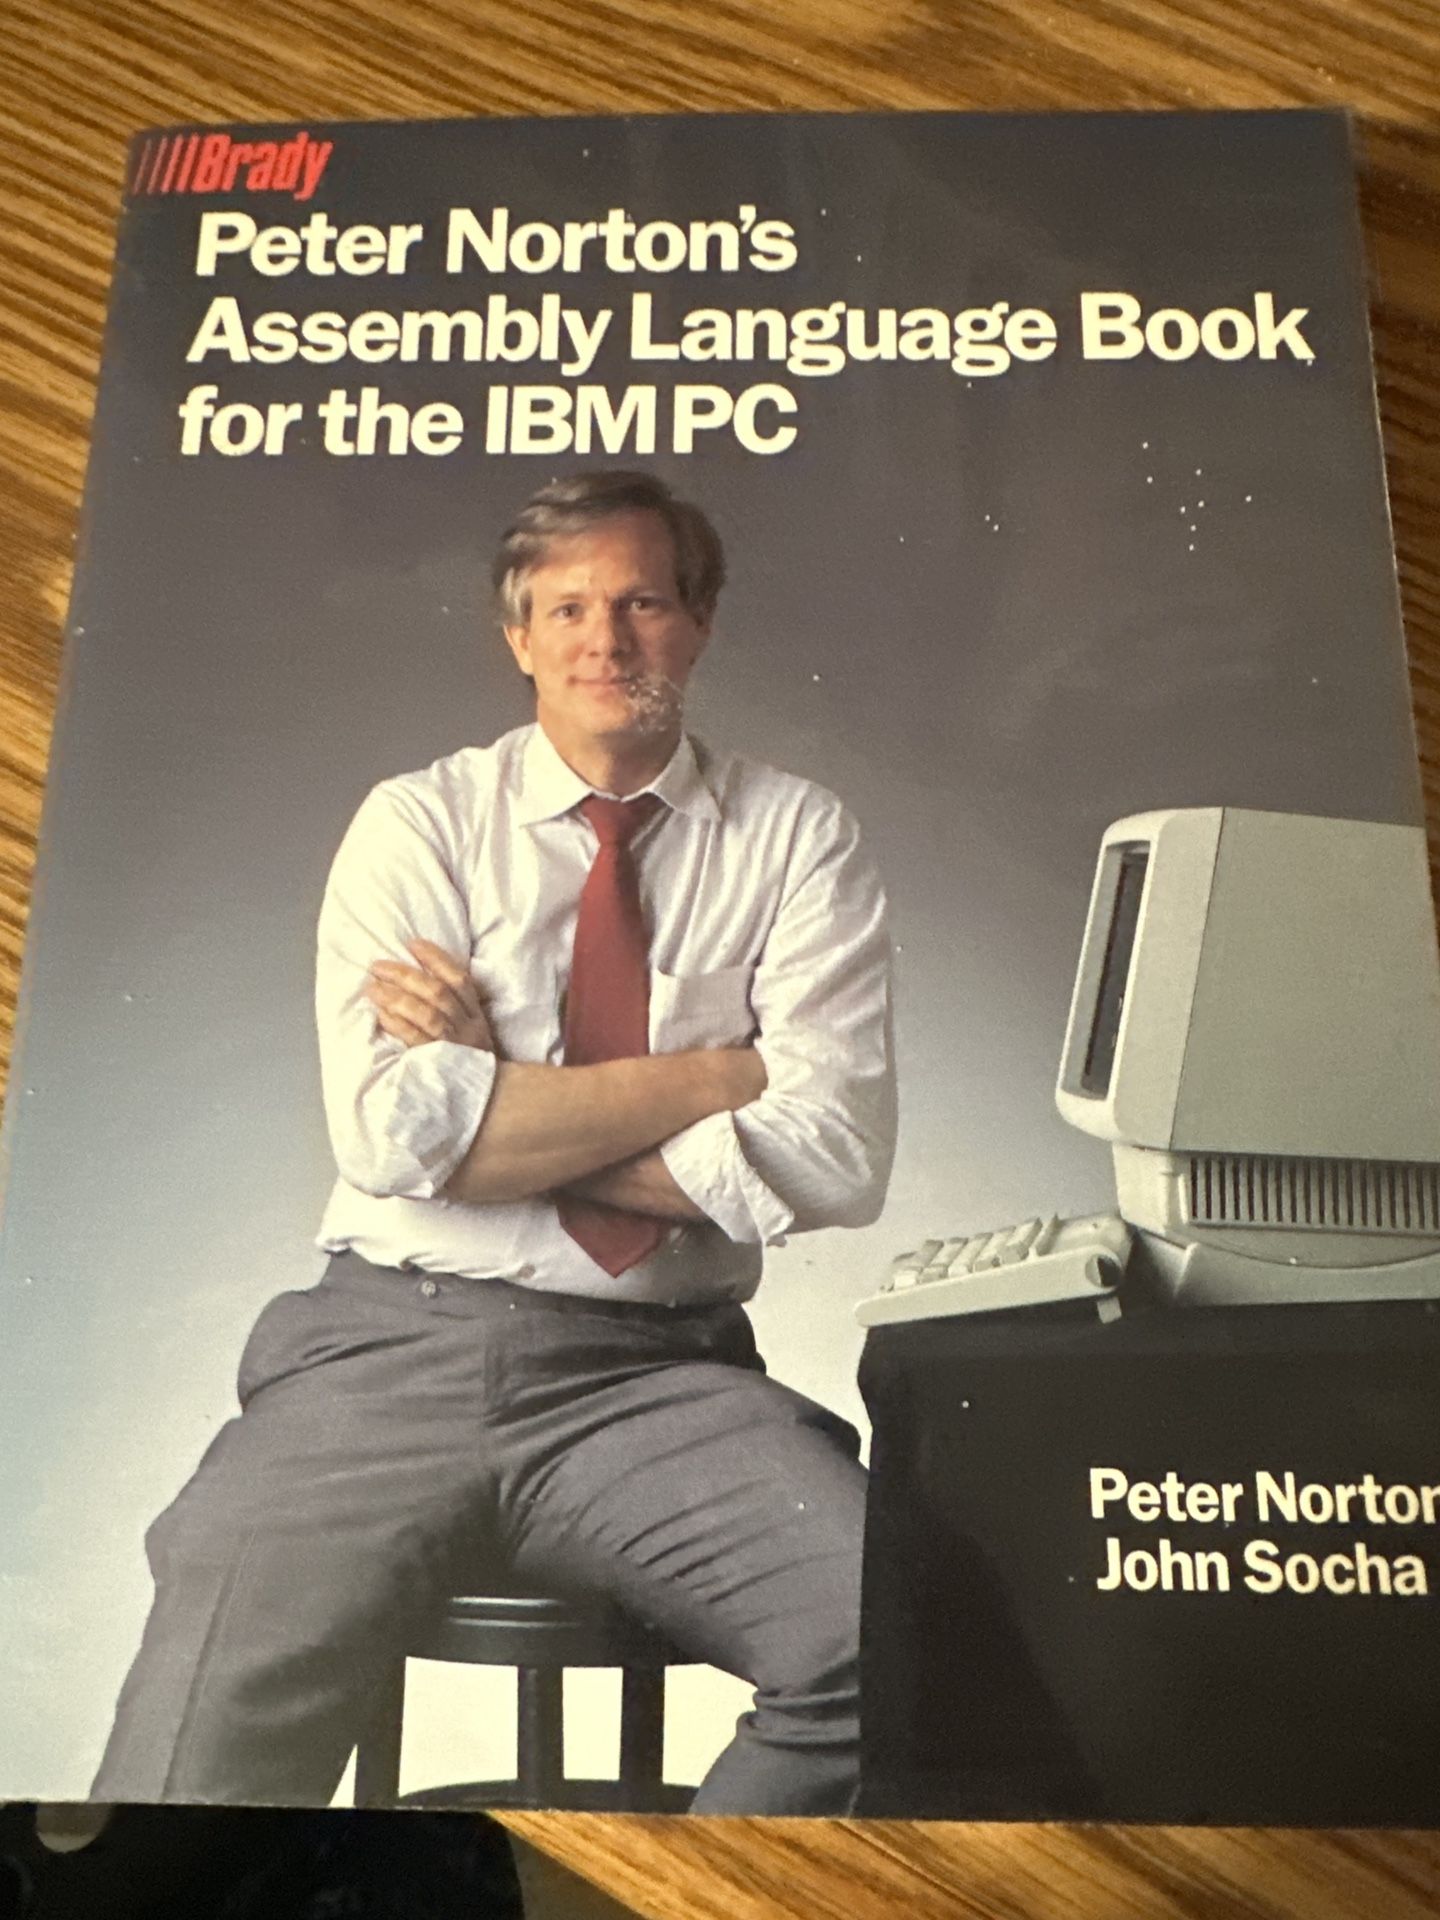 Brady
Peter Norton's
Assembly Language Book
for the IBM PC
Peter Norton
John Socha